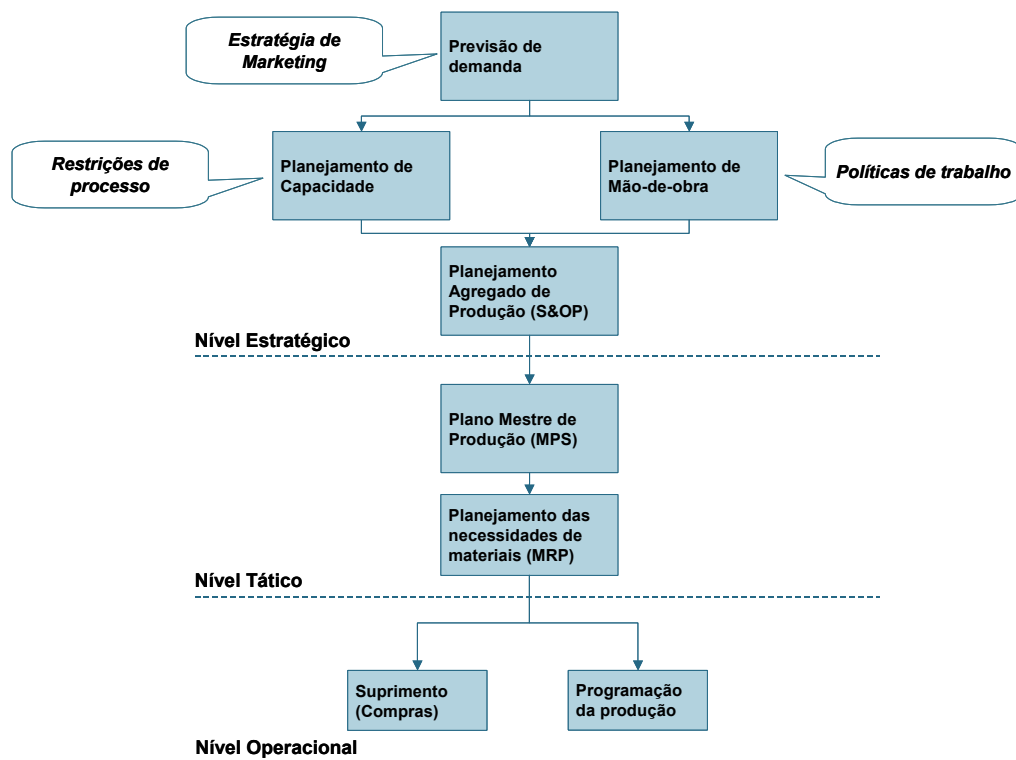 Estratégia de
Marketing
Previsão de
demanda
Restrições de
processo
Planejamento de
Capacidade
Planejamento de
Mão-de-obra
Políticas de trabalho
Planejamento
Agregado de
Produção (S&OP)
Nível Estratégico
Plano Mestre de
Produção (MPS)
Planejamento das
necessidades de
materiais (MRP)
Nível Tático
Suprimento
(Compras)
Programação
da produção
Nível Operacional